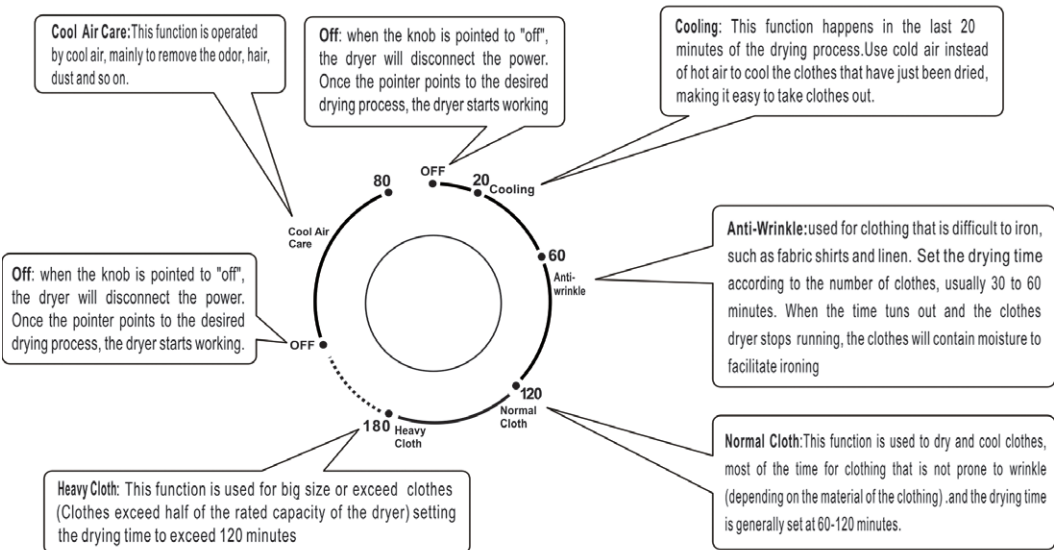 Cool Air Care:This function is operated
by cool air, mainly to remove the odor, hair,
dust and so on.
Off: when the knob is pointed to "off",
the dryer will disconnect the power.
Once the pointer points to the desired
drying process, the dryer starts working
Cooling: This function happens in the last 20
minutes of the drying process.Use cold air instead
of hot air to cool the clothes that have just been dried,
making it easy to take clothes out.
80
OFF
20
Cooling
Cool Air
Care
60
Anti-
wrinkle
Anti-Wrinkle:used for clothing that is difficult to iron,
such as fabric shirts and linen. Set the drying time
according to the number of clothes, usually 30 to 60
minutes. When the time tuns out and the clothes
dryer stops running, the clothes will contain moisture to
facilitate ironing
Off: when the knob is pointed to "off",
the dryer will disconnect the power.
Once the pointer points to the desired
drying process, the dryer starts working.
OFF
120
Normal
Cloth
180
Heavy
Cloth
Normal Cloth:This function is used to dry and cool clothes,
most of the time for clothing that is not prone to wrinkle
(depending on the material of the clothing) .and the drying time
is generally set at 60-120 minutes.
Heavy Cloth: This function is used for big size or exceed clothes
(Clothes exceed half of the rated capacity of the dryer) setting
the drying time to exceed 120 minutes